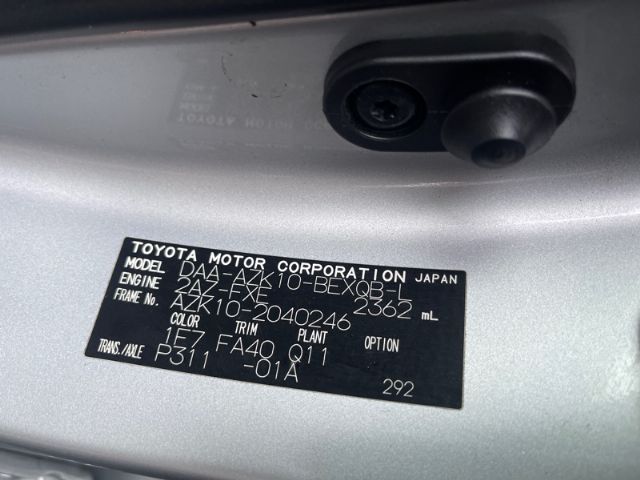 TOYOTA MOTOR CORPORATION JAPAN
MODEL DAA-AZK10-BEXQB-L
ENGINE 2AZ-FXE 2362 mL
FRAME No. AZK10-2040246
COLOR TRIM PLANT OPTION
1F7 FA40 Q11
TRANS./AXLE P311 -01A
292